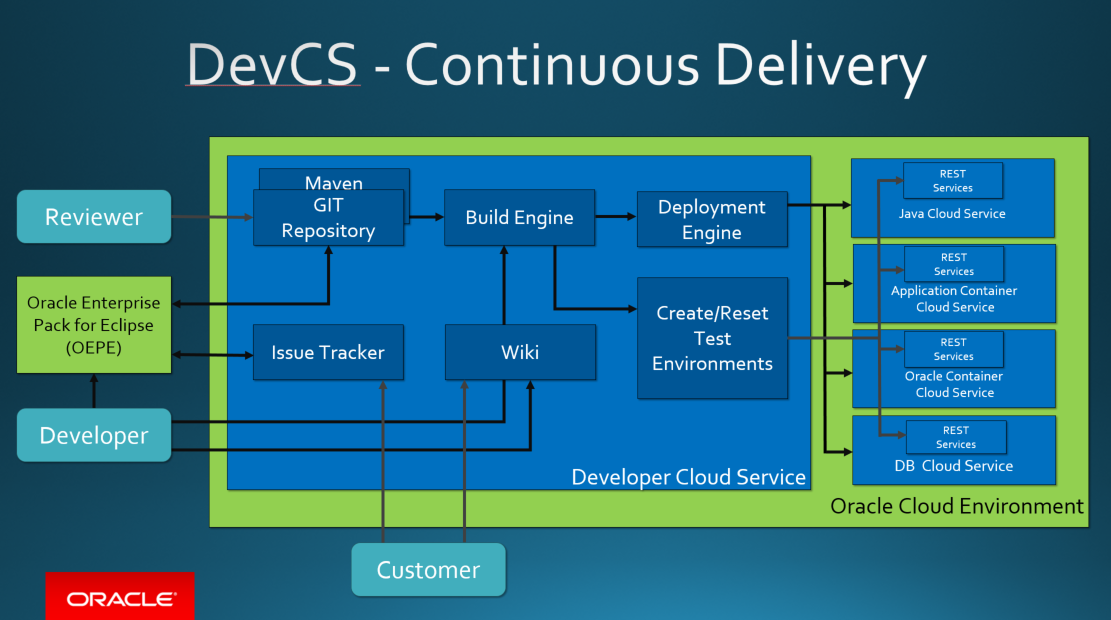 DevCS - Continuous Delivery
Reviewer
Oracle Enterprise
Pack for Eclipse
(OEPE)
Developer
Maven
GIT
Repository
Build Engine
Deployment
Engine
Issue Tracker
Wiki
Create/Reset
Test
Environments
Developer Cloud Service
REST
Services
Java Cloud Service
REST
Services
Application Container
Cloud Service
REST
Services
Oracle Container
Cloud Service
REST
Services
DB Cloud Service
Oracle Cloud Environment
Customer
ORACLE